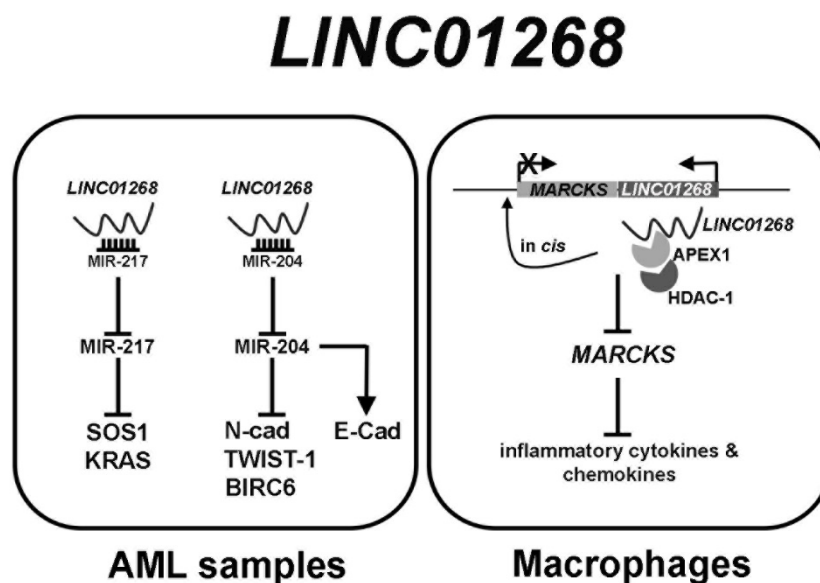 LINC01268
LINC01268
MIR-217
MIR-217
SOS1
KRAS
LINC01268
MIR-204
MIR-204
N-cad
TWIST-1
BIRC6
E-Cad
AML samples
X
MARCKS LINC01268
in cis
LINC01268
APEX1
HDAC-1
MARCKS
inflammatory cytokines &
chemokines
Macrophages